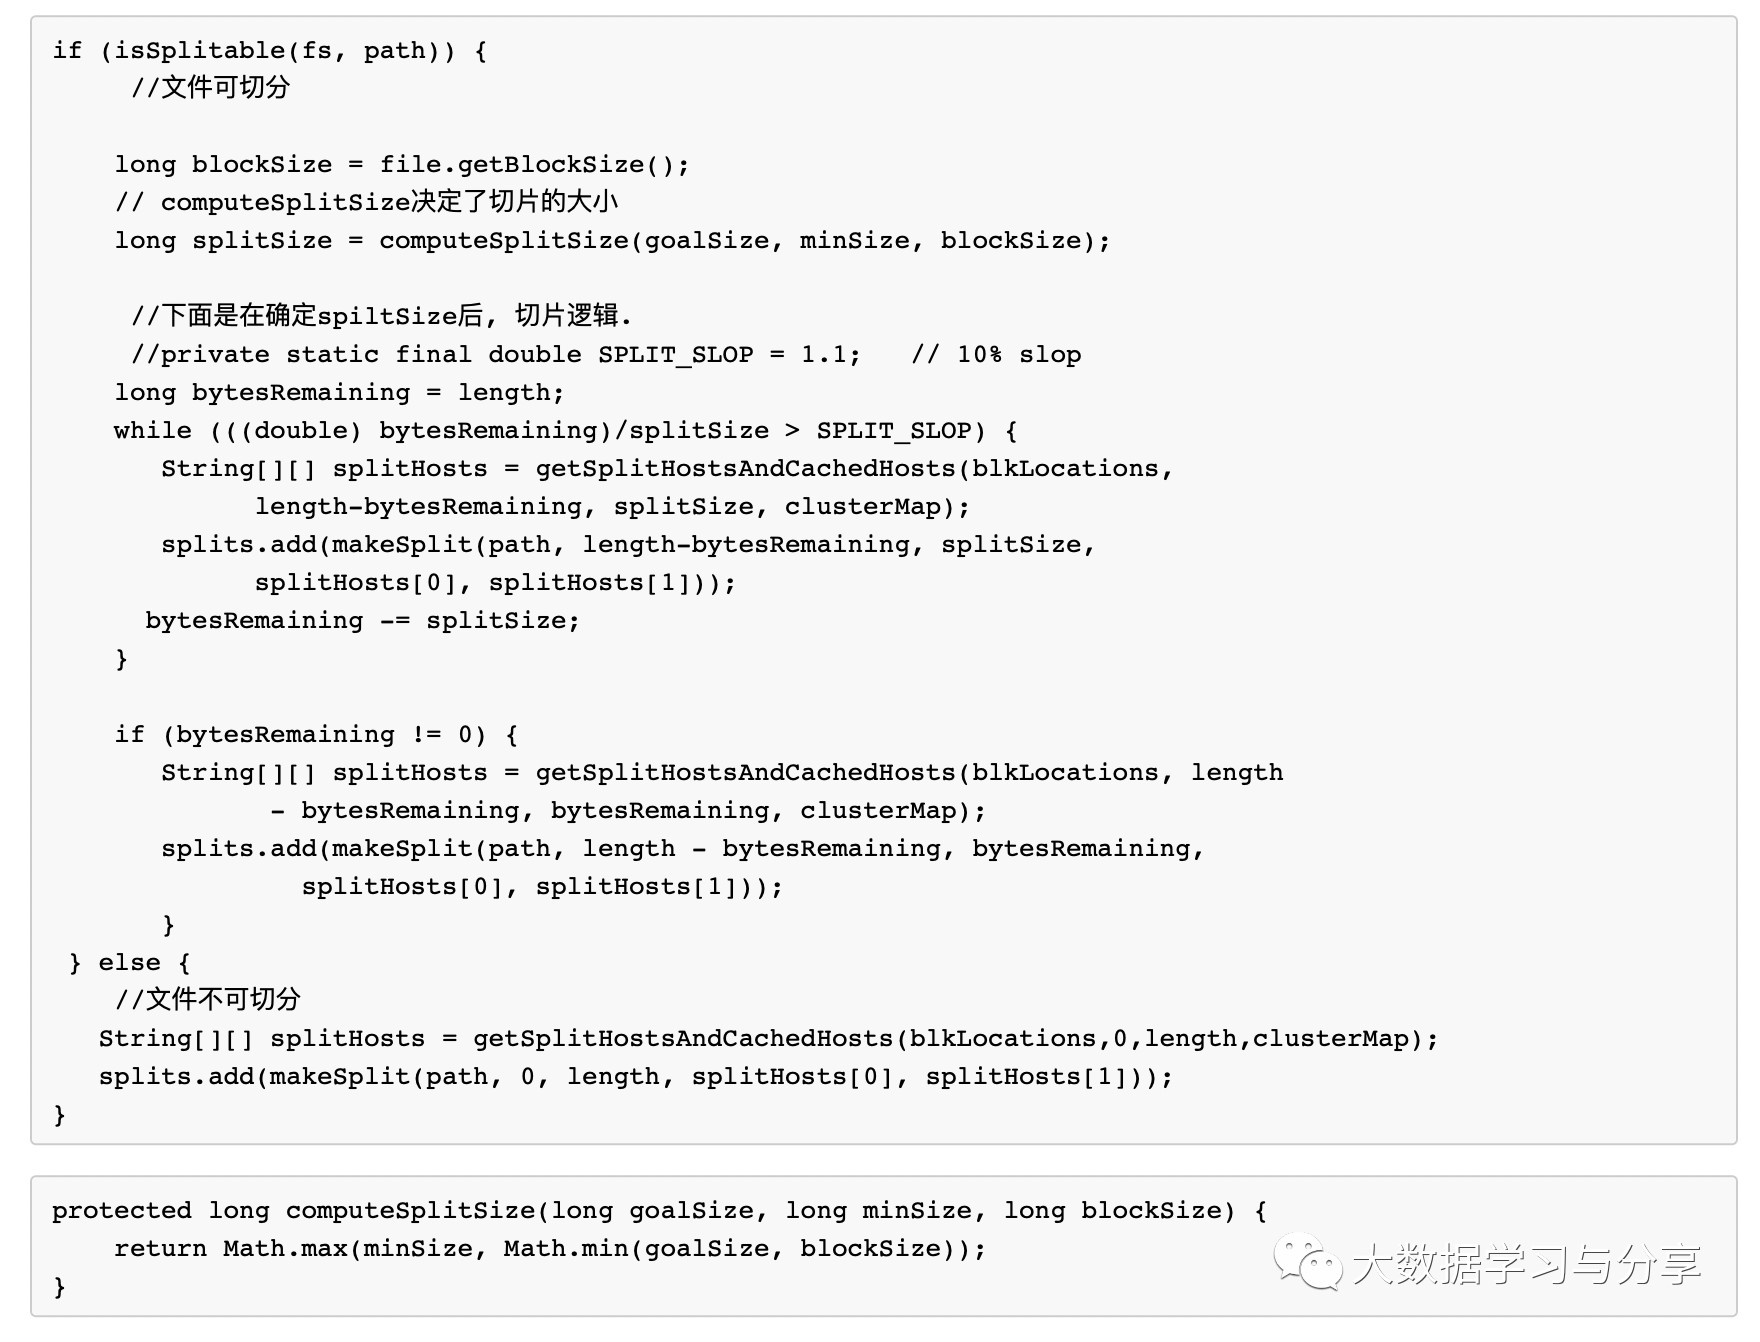 if (isSplitable(fs, path)) {
//文件可切分
long blockSize = file.getBlockSize();
// computeSplitSize决定了切片的大小
long splitSize = computeSplitSize(goalSize, minSize, blockSize);
//下面是在确定spiltSize后, 切片逻辑.
//private static final double SPLIT_SLOP = 1.1;   // 10% slop
long bytesRemaining = length;
while (((double) bytesRemaining)/splitSize > SPLIT_SLOP) {
String[][] splitHosts = getSplitHostsAndCachedHosts(blkLocations,
length-bytesRemaining, splitSize, clusterMap);
splits.add(makeSplit(path, length-bytesRemaining, splitSize,
splitHosts[0], splitHosts[1]));
bytesRemaining -= splitSize;
}
if (bytesRemaining != 0) {
String[][] splitHosts = getSplitHostsAndCachedHosts(blkLocations, length
- bytesRemaining, bytesRemaining, clusterMap);
splits.add(makeSplit(path, length - bytesRemaining, bytesRemaining,
splitHosts[0], splitHosts[1]));
}
} else {
//文件不可切分
String[][] splitHosts = getSplitHostsAndCachedHosts(blkLocations,0,length,clusterMap);
splits.add(makeSplit(path, 0, length, splitHosts[0], splitHosts[1]));
}
protected long computeSplitSize(long goalSize, long minSize, long blockSize) {
return Math.max(minSize, Math.min(goalSize, blockSize));
}
大数据学习与分享